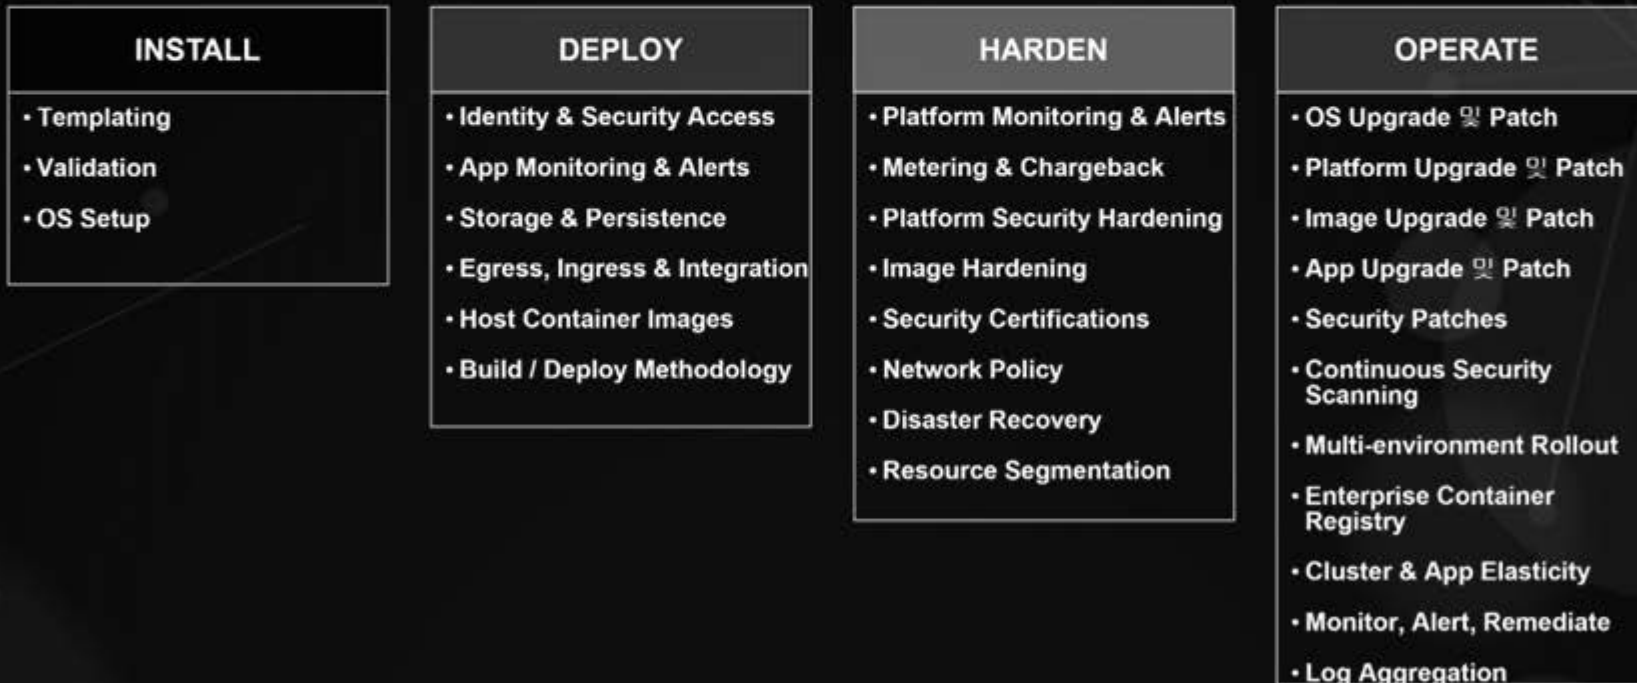 INSTALL
• Templating
• Validation
• OS Setup
DEPLOY
• Identity & Security Access
• App Monitoring & Alerts
• Storage & Persistence
• Egress, Ingress & Integration
• Host Container Images
• Build / Deploy Methodology
HARDEN
• Platform Monitoring & Alerts
• Metering & Chargeback
• Platform Security Hardening
• Image Hardening
• Security Certifications
• Network Policy
• Disaster Recovery
• Resource Segmentation
OPERATE
• OS Upgrade 및 Patch
• Platform Upgrade 및 Patch
• Image Upgrade 및 Patch
• App Upgrade 및 Patch
• Security Patches
• Continuous Security
Scanning
• Multi-environment Rollout
• Enterprise Container
Registry
• Cluster & App Elasticity
• Monitor, Alert, Remediate
• Log Aggregation